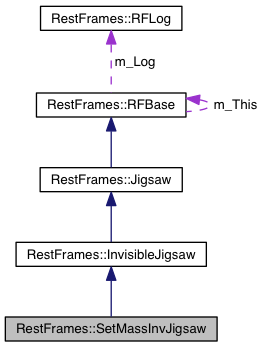 RestFrames::RFLog
m_Log
RestFrames::RFBase
m_This
RestFrames::Jigsaw
RestFrames::InvisibleJigsaw
RestFrames::SetMassInvJigsaw